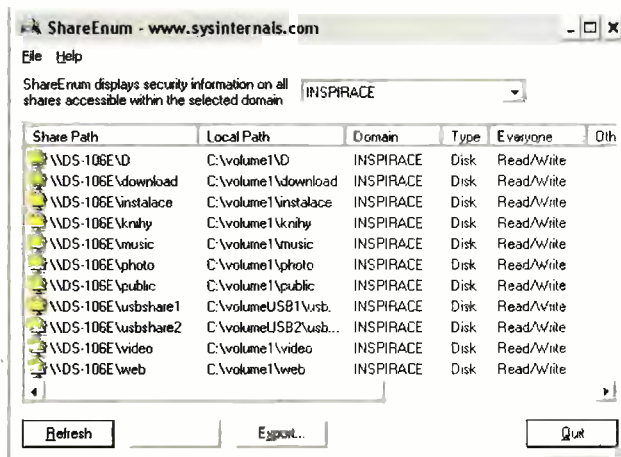 ShareEnum - www.sysinternals.com
File Help
ShareEnum displays security information on all
shares accessible within the selected domain
INSPIRACE
Share Path Local Path Domain Type Everyone Oth
\\DS-106E\D C:\volume1\D INSPIRACE Disk Read/Write
\\DS-106E\download C:\volume1\download INSPIRACE Disk Read/Write
\\DS-106E\instalace C:\volume1\instalace INSPIRACE Disk Read/Write
\\DS-106E\knihy C:\volume1\knihy INSPIRACE Disk Read/Write
\\DS-106E\music C:\volume1\music INSPIRACE Disk Read/Write
\\DS-106E\photo C:\volume1\photo INSPIRACE Disk Read/Write
\\DS-106E\public C:\volume1\public INSPIRACE Disk Read/Write
\\DS-106E\usbshare1 C:\volumeUSB1\usb. INSPIRACE Disk Read/Write
\\DS-106E\usbshare2 C:\volumeUSB2\usb... INSPIRACE Disk Read/Write
\\DS-106E\video C:\volume1\video INSPIRACE Disk Read/Write
\\DS-106E\web C:\volume1\web INSPIRACE Disk Read/Write
Refresh Export... Quit